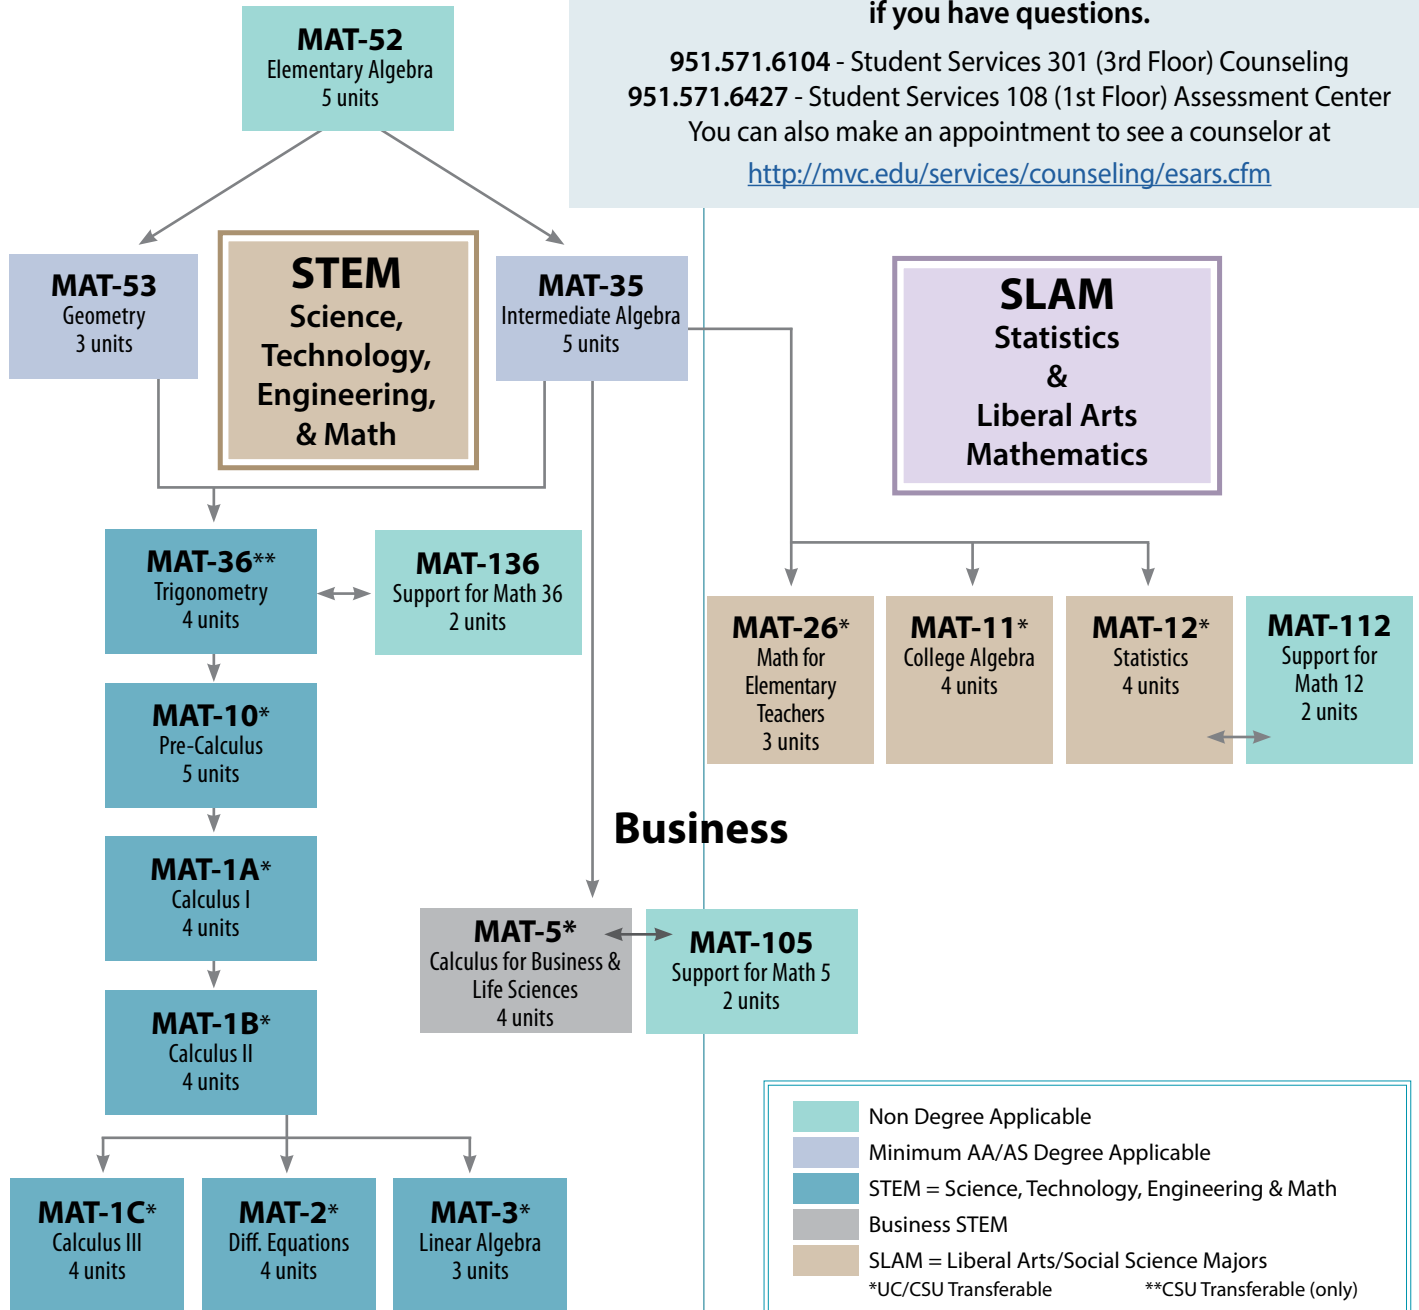 if you have questions.
951.571.6104 - Student Services 301 (3rd Floor) Counseling
951.571.6427 - Student Services 108 (1st Floor) Assessment Center
You can also make an appointment to see a counselor at
http://mvc.edu/services/counseling/esars.cfm
MAT-52
Elementary Algebra
5 units
MAT-53
Geometry
3 units
STEM
Science,
Technology,
Engineering,
& Math
MAT-35
Intermediate Algebra
5 units
SLAM
Statistics
&
Liberal Arts
Mathematics
MAT-36**
Trigonometry
4 units
MAT-136
Support for Math 36
2 units
MAT-26*
Math for
Elementary
Teachers
3 units
MAT-11*
College Algebra
4 units
MAT-12*
Statistics
4 units
MAT-112
Support for
Math 12
2 units
MAT-10*
Pre-Calculus
5 units
Business
MAT-1A*
Calculus I
4 units
MAT-5*
Calculus for Business &
Life Sciences
4 units
MAT-105
Support for Math 5
2 units
MAT-1B*
Calculus II
4 units
MAT-1C*
Calculus III
4 units
MAT-2*
Diff. Equations
4 units
MAT-3*
Linear Algebra
3 units
Non Degree Applicable
Minimum AA/AS Degree Applicable
STEM = Science, Technology, Engineering & Math
Business STEM
SLAM = Liberal Arts/Social Science Majors
*UC/CSU Transferable **CSU Transferable (only)